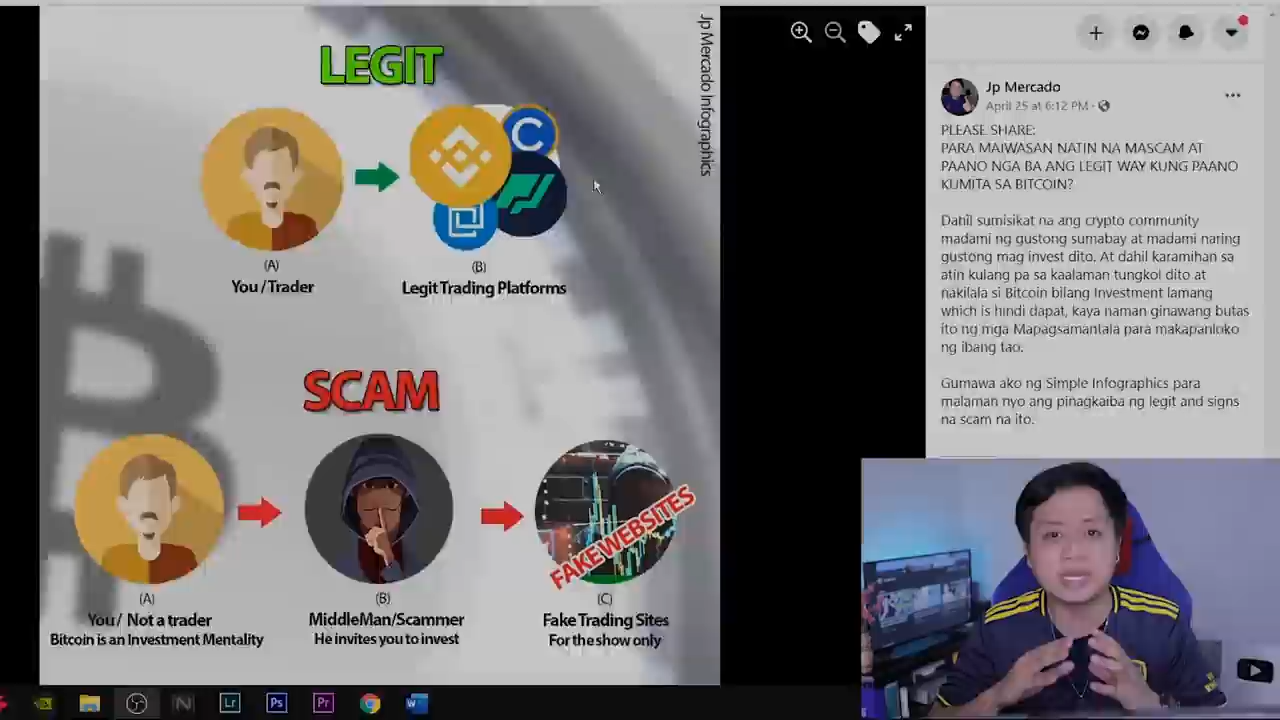 LEGIT
(A)
You / Trader
(B)
Legit Trading Platforms
SCAM
(A)
You / Not a trader
Bitcoin is an Investment Mentality
(B)
MiddleMan/Scammer
He invites you to invest
FAKE WEBSITES
(C)
Fake Trading Sites
For the show only
Jp Mercado Infographics
Jp Mercado
April 25 at 6:12 PM ·
PLEASE SHARE:
PARA MAIWASAN NATIN NA MASCAM AT
PAANO NGA BA ANG LEGIT WAY KUNG PAANO
KUMITA SA BITCOIN?
Dahil sumisikat na ang crypto community
madami ng gustong sumabay at madami naring
gustong mag invest dito. At dahil karamihan sa
atin kulang pa sa kaalaman tungkol dito at
nakilala si Bitcoin bilang Investment lamang
which is hindi dapat, kaya naman ginawang butas
ito ng mga Mapagsamantala para makapanloko
ng ibang tao.
Gumawa ako ng Simple Infographics para
malaman nyo ang pinagkaiba ng legit and signs
na scam na ito.
Lr
Ps
Pr